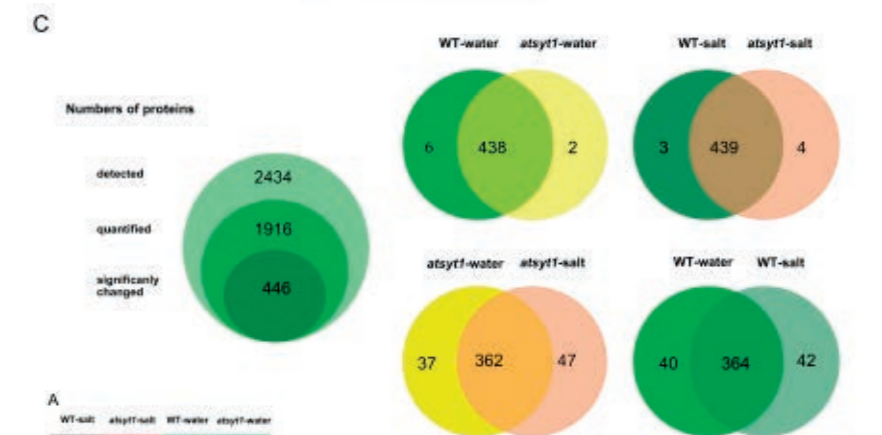 C
Numbers of proteins
detected
2434
quantified
1916
significanly
changed
446
WT-water atsyt1-water
6 438 2
WT-salt atsyt1-salt
3 439 4
atsyt1-water atsyt1-salt
37 362 47
WT-water WT-salt
40 364 42
A
WT-salt atsyt1-salt WT-water atsyt1-water